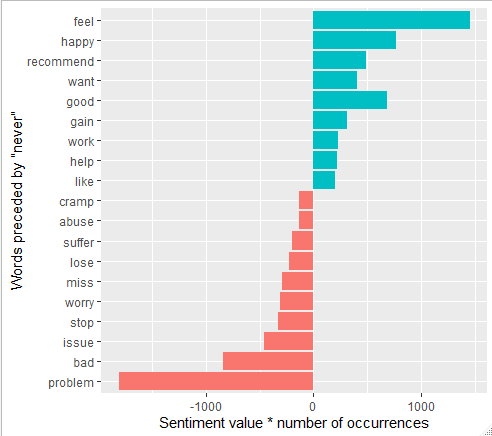 Words preceded by "never"
feel
happy
recommend
want
good
gain
work
help
like
cramp
abuse
suffer
lose
miss
worry
stop
issue
bad
problem
-1000 0 1000
Sentiment value * number of occurrences